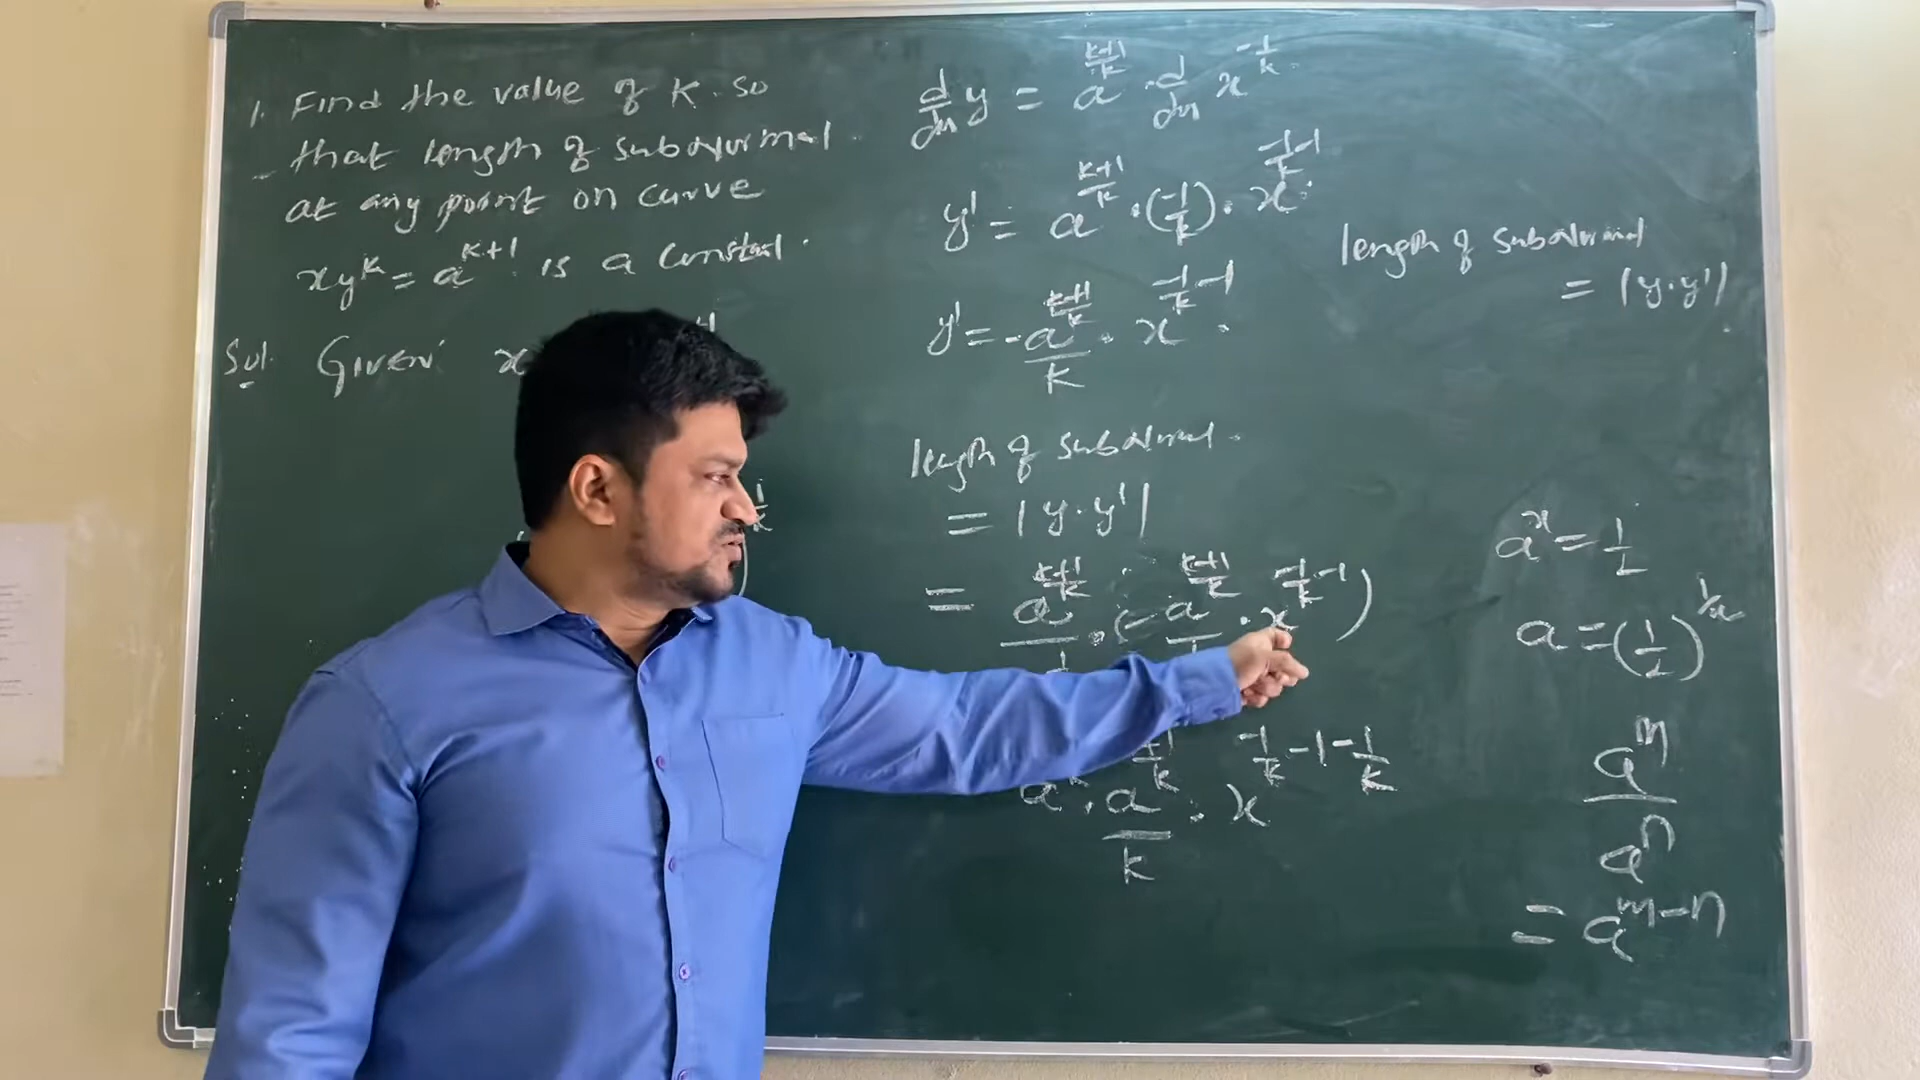 1. Find the value of K. so
that length of subnormal
at any point on curve
xy^k = a^(k+1) is a constant.
Sol. Given x
1/k
d/dx y = a^((k+1)/k) · d/dx x^(-1/k)
y' = a^((k+1)/k) · (-1/k) · x^(-1/k-1)
y' = -a^((k+1)/k)/k · x^(-1/k-1)
length of subnormal
= |y·y'|
length of subnormal.
= |y·y'|
= a^((k+1)/k) · (-a^((k+1)/k) · x^(-1/k-1))
a · a/k · x^(-1/k-1-1/k)
a^x = 1/2
a = (1/2)^(1/x)
a^m
a^n
= a^(m-n)